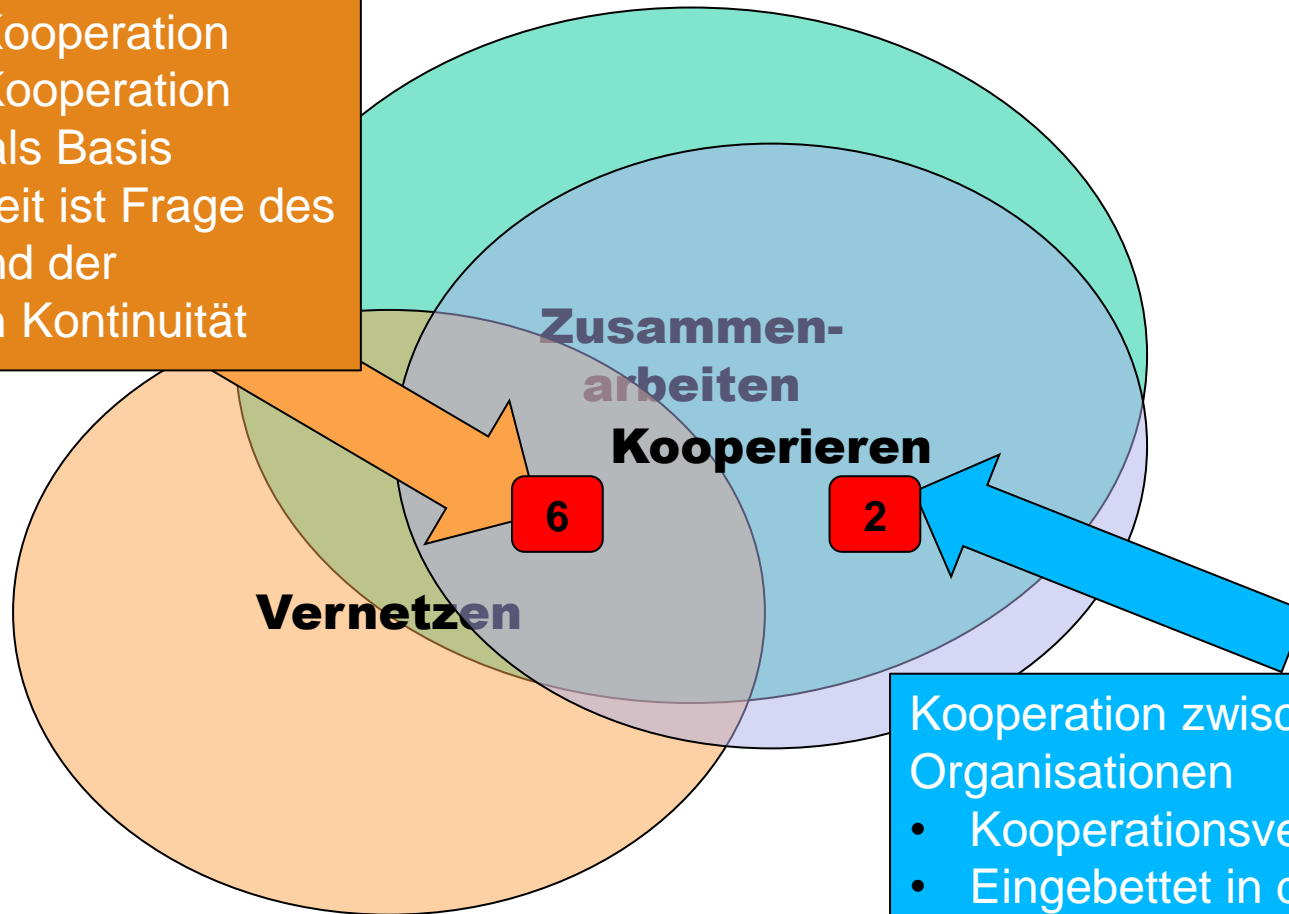 Kooperation
Kooperation
als Basis
eit ist Frage des
nd der
Kontinuität
Zusammen-
arbeiten
Kooperieren
6
2
Vernetzen
Kooperation zwisc
Organisationen
• Kooperationsve
• Eingebettet in d